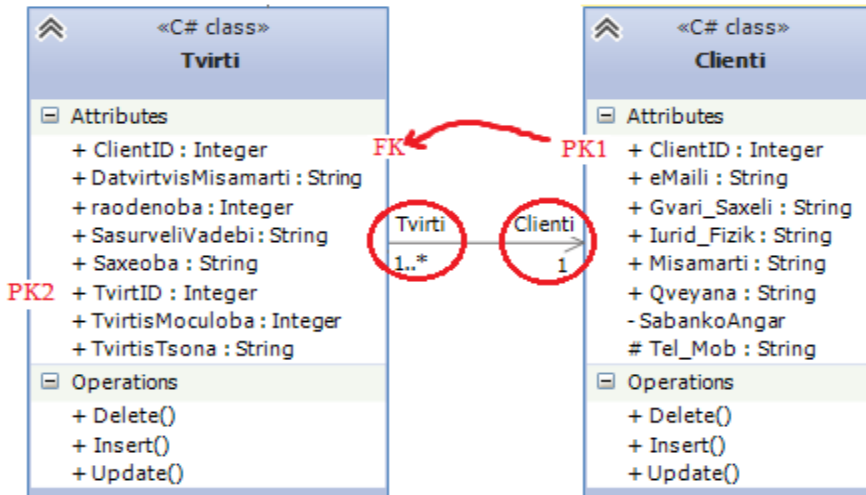 «C# class»
Tvirti
Attributes
+ ClientID : Integer
+ DatvirtvisMisamarti : String
+ raodenoba : Integer
+ SasurveliVadebi : String
+ Saxeoba : String
PK2 + TvirtID : Integer
+ TvirtisMoculoba : Integer
+ TvirtisTsona : String
Operations
+ Delete()
+ Insert()
+ Update()
FK
Tvirti
1..*
Clienti
1
«C# class»
Clienti
Attributes
PK1 + ClientID : Integer
+ eMaili : String
+ Gvari_Saxeli : String
+ Iurid_Fizik : String
+ Misamarti : String
+ Qveyana : String
- SabankoAngar
# Tel_Mob : String
Operations
+ Delete()
+ Insert()
+ Update()